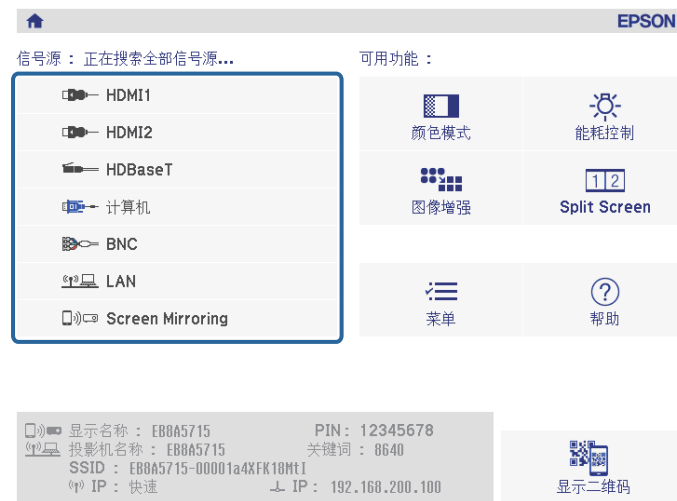 EPSON
信号源 : 正在搜索全部信号源...
HDMI1
HDMI2
HDBaseT
计算机
BNC
LAN
Screen Mirroring
可用功能 :
颜色模式
能耗控制
图像增强
1 2
Split Screen
菜单
?
帮助
显示名称 : EB8A5715 PIN : 12345678
投影机名称 : EB8A5715 关键词 : 8640
SSID : EB8A5715-00001a4XFK18MtI
IP : 快速 IP : 192.168.200.100
显示二维码